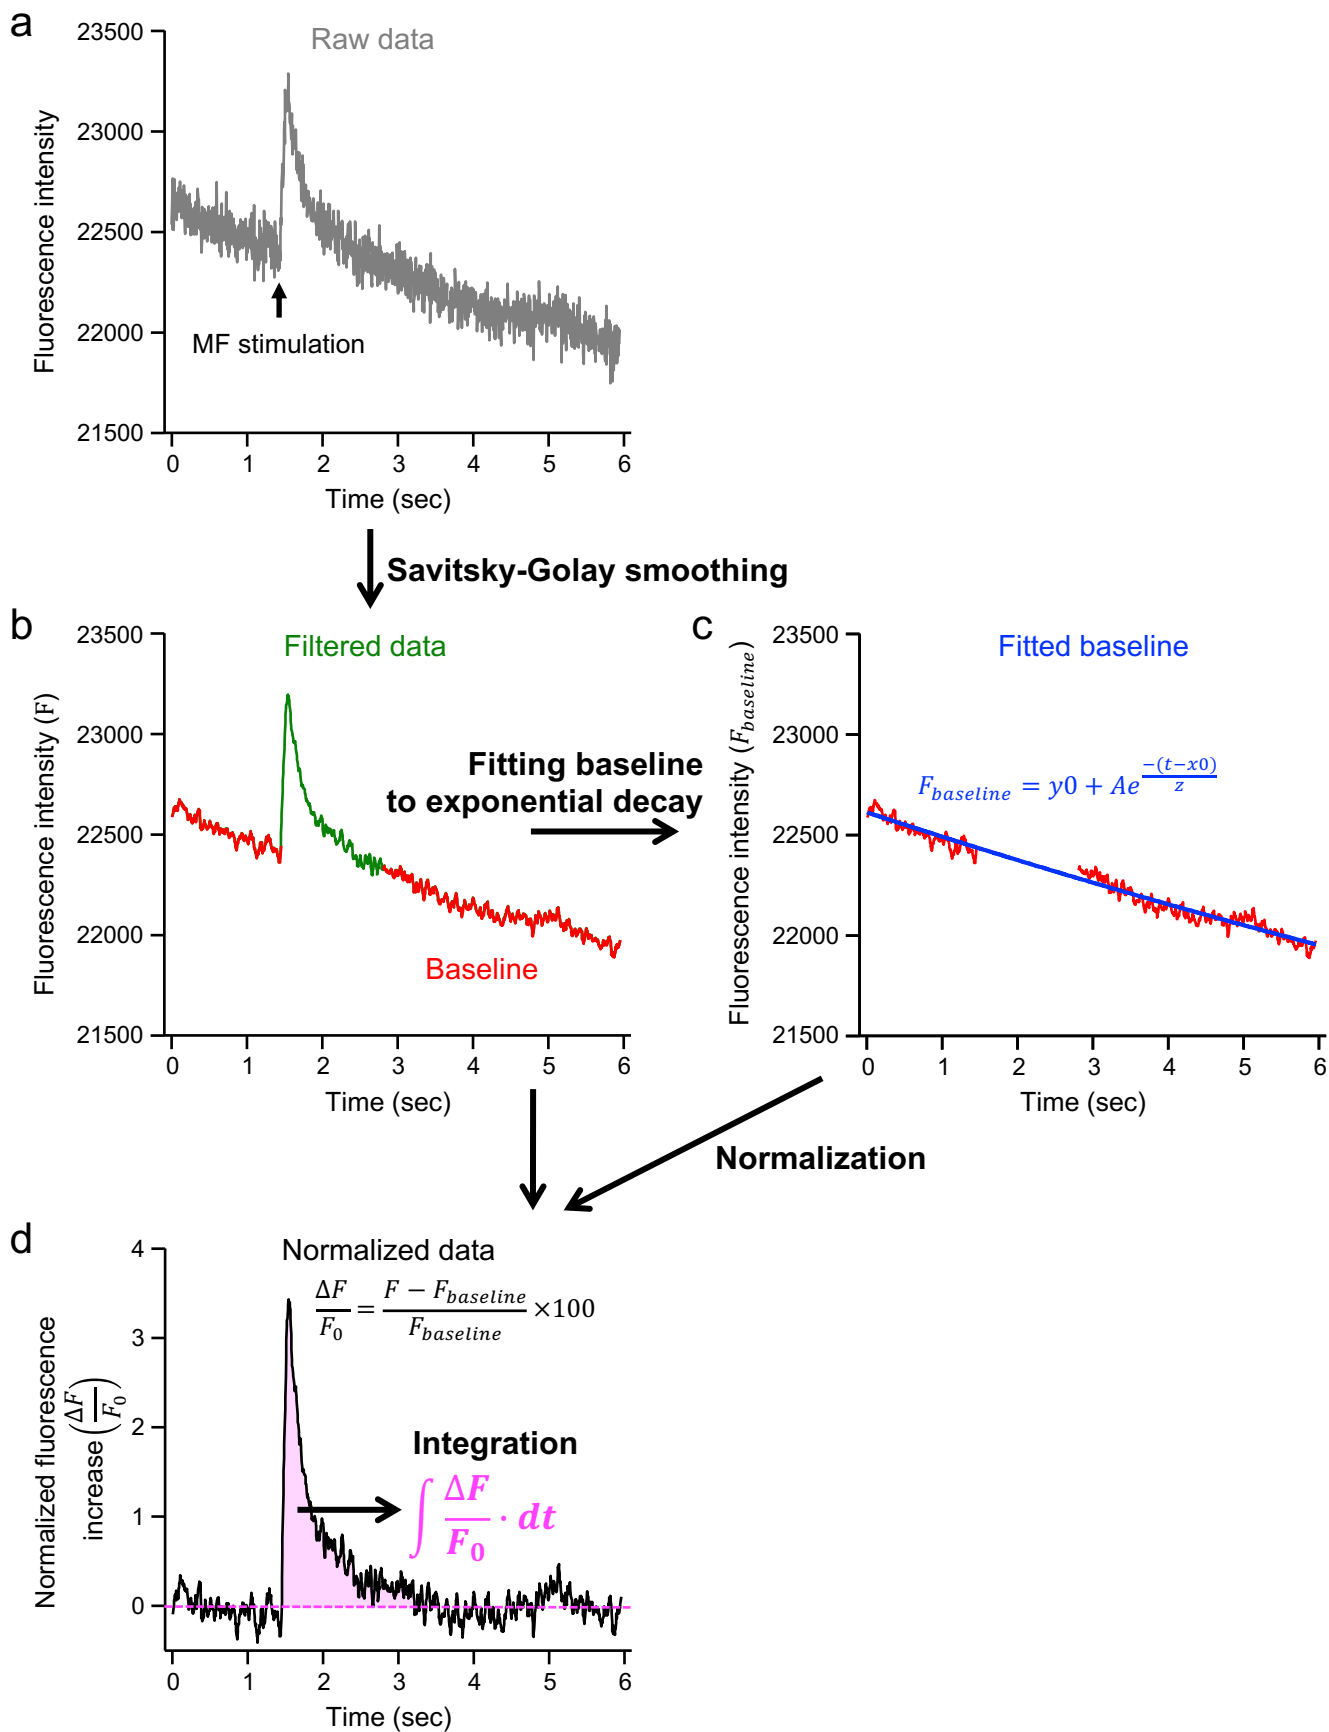 a
Raw data
Fluorescence intensity
23500
23000
22500
22000
21500
MF stimulation
0 1 2 3 4 5 6
Time (sec)
Savitsky-Golay smoothing
b
Filtered data
Fluorescence intensity (F)
23500
23000
22500
22000
21500
Baseline
0 1 2 3 4 5 6
Time (sec)
Fitting baseline
to exponential decay
c
Fitted baseline
Fluorescence intensity (F_baseline)
23500
23000
22500
22000
21500
F_baseline = y0 + Ae^(-(t-x0)/z)
0 1 2 3 4 5 6
Time (sec)
Normalization
d
Normalized data
ΔF/F_0 = (F − F_baseline)/F_baseline ×100
Normalized fluorescence
increase (ΔF/F_0)
4
3
2
1
0
Integration
∫ ΔF/F_0 · dt
0 1 2 3 4 5 6
Time (sec)